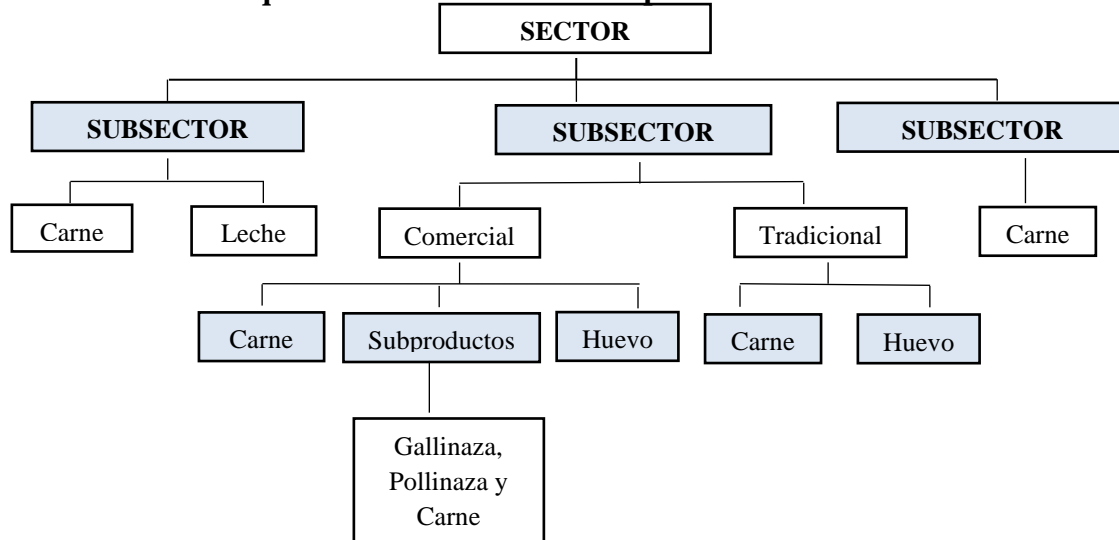 SECTOR
SUBSECTOR
SUBSECTOR
SUBSECTOR
Carne
Leche
Comercial
Tradicional
Carne
Carne
Subproductos
Huevo
Carne
Huevo
Gallinaza,
Pollinaza y
Carne